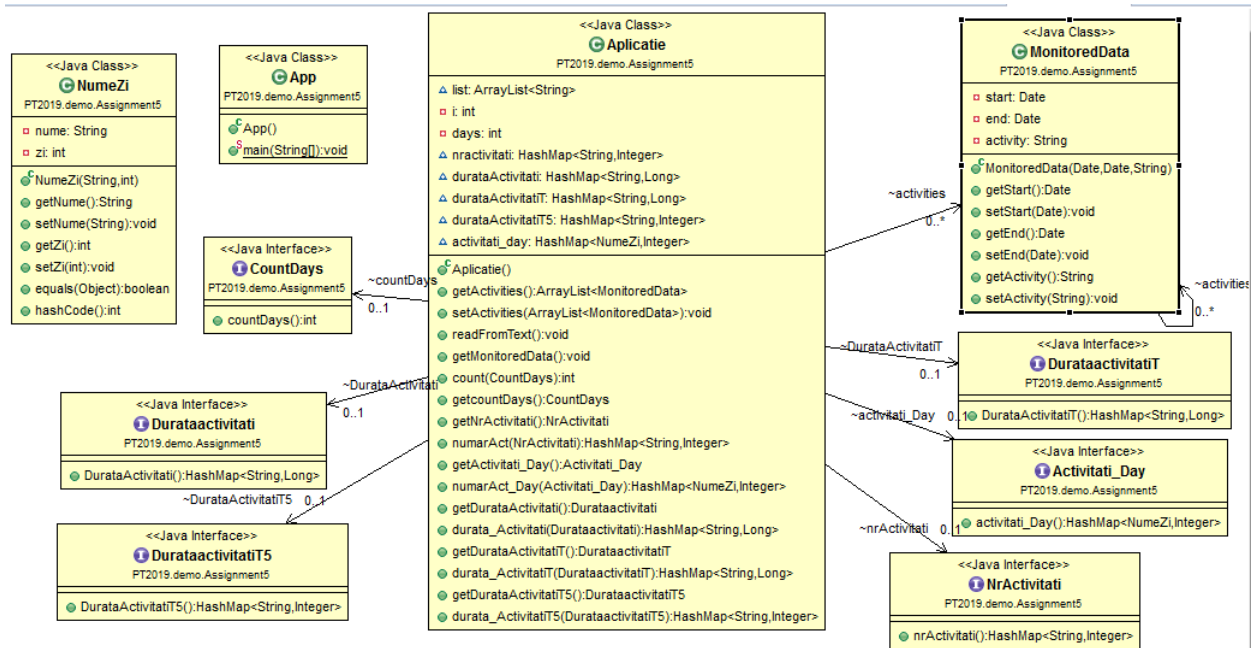 <<Java Class>>
NumeZi
PT2019.demo.Assignment5
nume: String
zi: int
NumeZi(String,int)
getNume():String
setNume(String):void
getZi():int
setZi(int):void
equals(Object):boolean
hashCode():int
<<Java Class>>
App
PT2019.demo.Assignment5
App()
main(String[]):void
<<Java Class>>
Aplicatie
PT2019.demo.Assignment5
list: ArrayList<String>
i: int
days: int
nractivitati: HashMap<String,Integer>
durataActivitati: HashMap<String,Long>
durataActivitatiT: HashMap<String,Long>
durataActivitatiT5: HashMap<String,Integer>
activitati_day: HashMap<NumeZi,Integer>
Aplicatie()
getActivities():ArrayList<MonitoredData>
setActivities(ArrayList<MonitoredData>):void
readFromText():void
getMonitoredData():void
count(CountDays):int
getcountDays():CountDays
getNrActivitati():NrActivitati
numarAct(NrActivitati):HashMap<String,Integer>
getActivitati_Day():Activitati_Day
numarAct_Day(Activitati_Day):HashMap<NumeZi,Integer>
getDurataActivitati():Durataactivitati
durata_Activitati(Durataactivitati):HashMap<String,Long>
getDurataActivitatiT():DurataactivitatiT
durata_ActivitatiT(DurataactivitatiT):HashMap<String,Long>
getDurataActivitatiT5():DurataactivitatiT5
durata_ActivitatiT5(DurataactivitatiT5):HashMap<String,Integer>
<<Java Class>>
MonitoredData
PT2019.demo.Assignment5
start: Date
end: Date
activity: String
MonitoredData(Date,Date,String)
getStart():Date
setStart(Date):void
getEnd():Date
setEnd(Date):void
getActivity():String
setActivity(String):void
~activities
0..*
~activities
0..*
<<Java Interface>>
CountDays
PT2019.demo.Assignment5
countDays():int
~countDays
0..1
~DurataActivitati
0..1
<<Java Interface>>
Durataactivitati
PT2019.demo.Assignment5
DurataActivitati():HashMap<String,Long>
~DurataActivitatiT5
0..1
<<Java Interface>>
DurataactivitatiT5
PT2019.demo.Assignment5
DurataActivitatiT5():HashMap<String,Integer>
~DurataActivitatiT
0..1
<<Java Interface>>
DurataactivitatiT
PT2019.demo.Assignment5
DurataActivitatiT():HashMap<String,Long>
~activitati_Day
0..1
<<Java Interface>>
Activitati_Day
PT2019.demo.Assignment5
activitati_Day():HashMap<NumeZi,Integer>
~nrActivitati
0..1
<<Java Interface>>
NrActivitati
PT2019.demo.Assignment5
nrActivitati():HashMap<String,Integer>